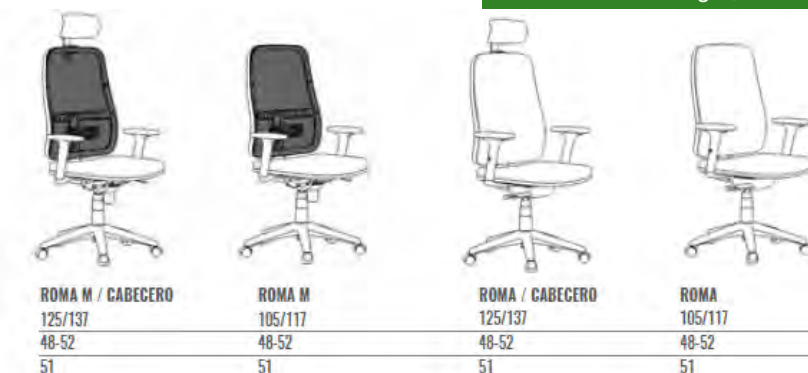 ROMA M / CABECERO ROMA M ROMA / CABECERO ROMA
125/137 105/117 125/137 105/117
48-52 48-52 48-52 48-52
51 51 51 51